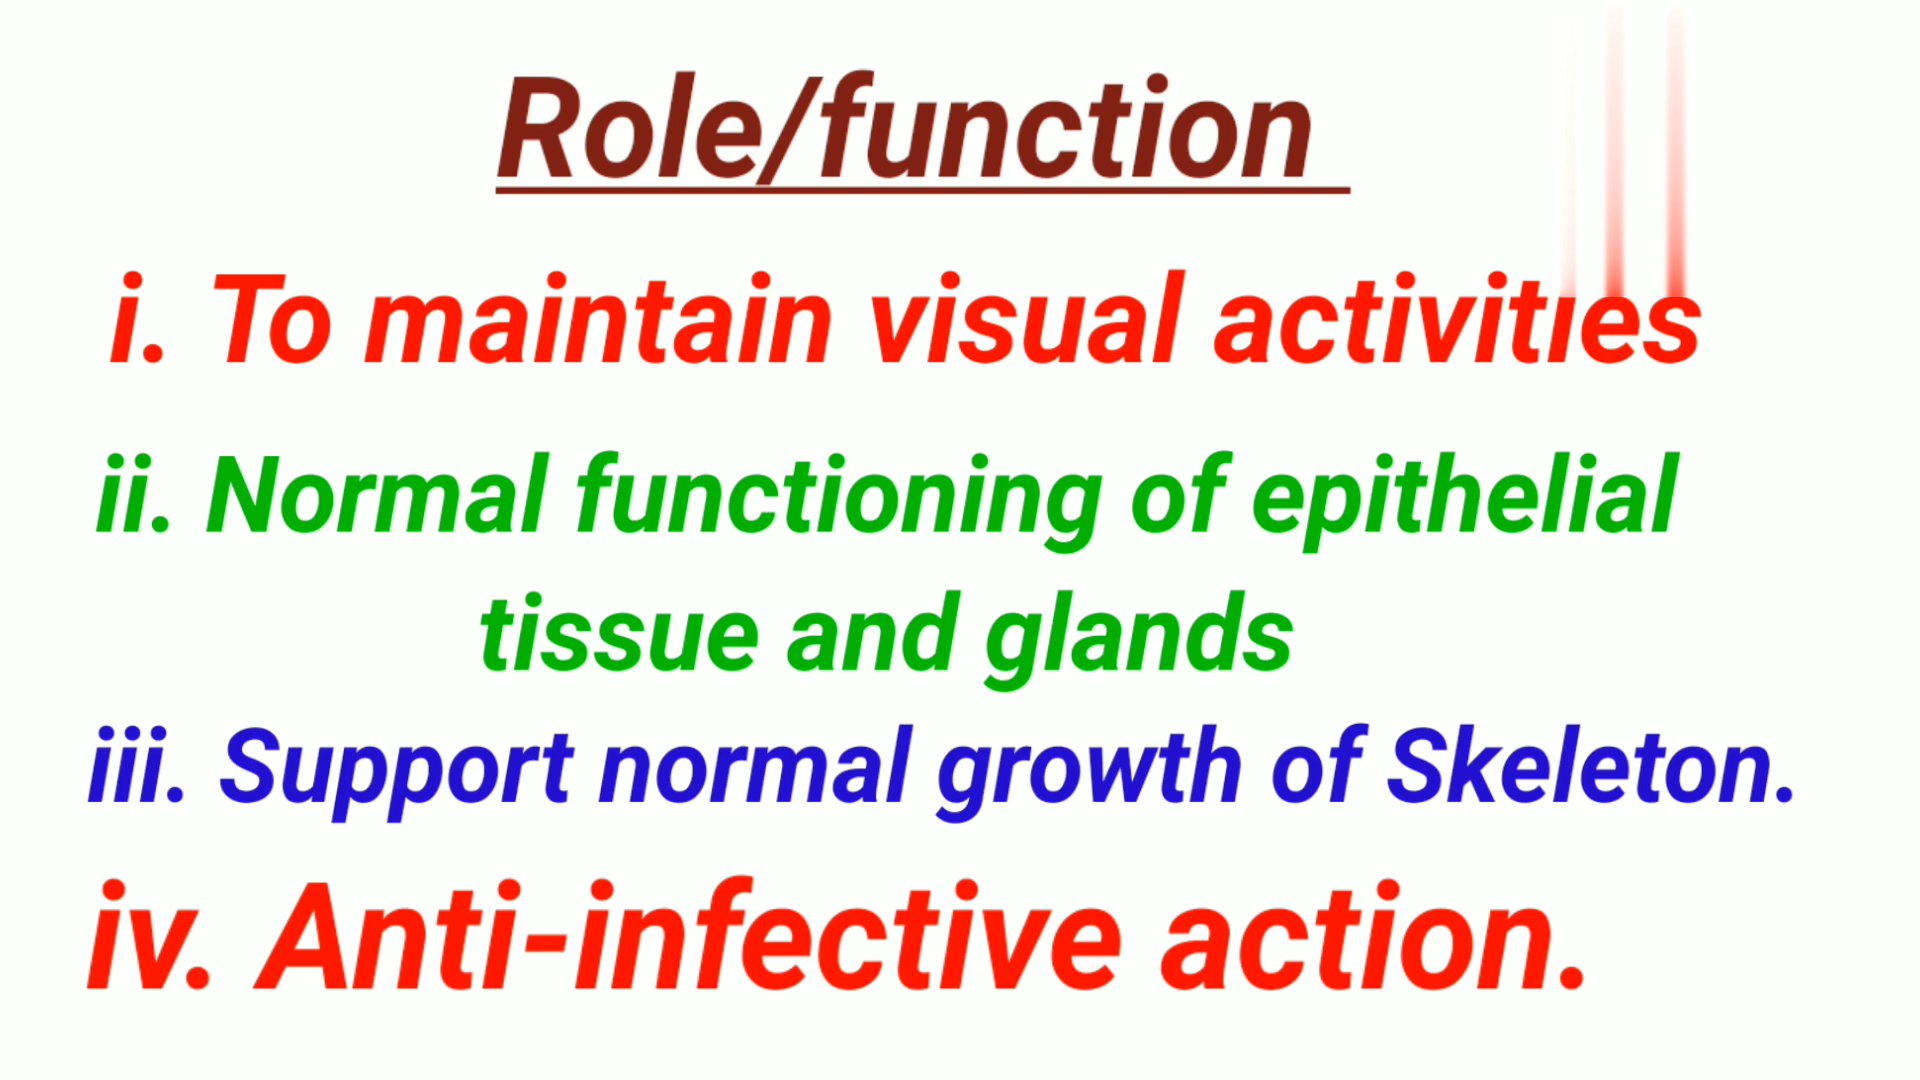 Role/function
i. To maintain visual activities
ii. Normal functioning of epithelial
tissue and glands
iii. Support normal growth of Skeleton.
iv. Anti-infective action.